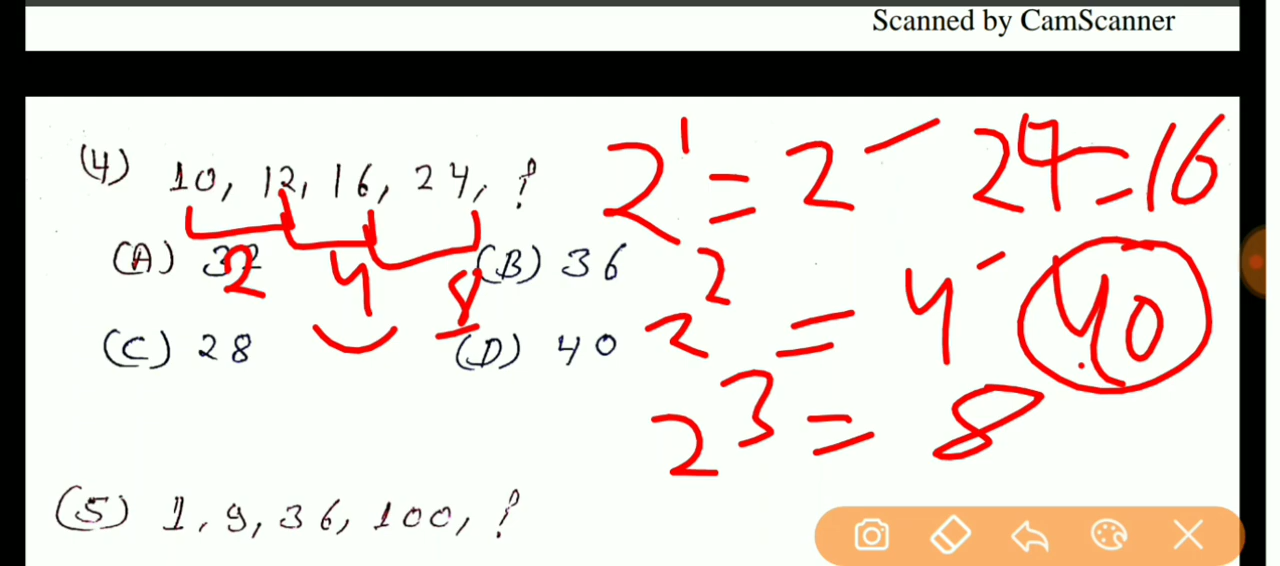 Scanned by CamScanner
(4) 10, 12, 16, 24, ?
(A) 32 (B) 36
(C) 28 (D) 40
2 4 8
2¹ = 2
2⁴ = 16
2² = 4
40
2³ = 8
(5) 1, 9, 36, 100, ?